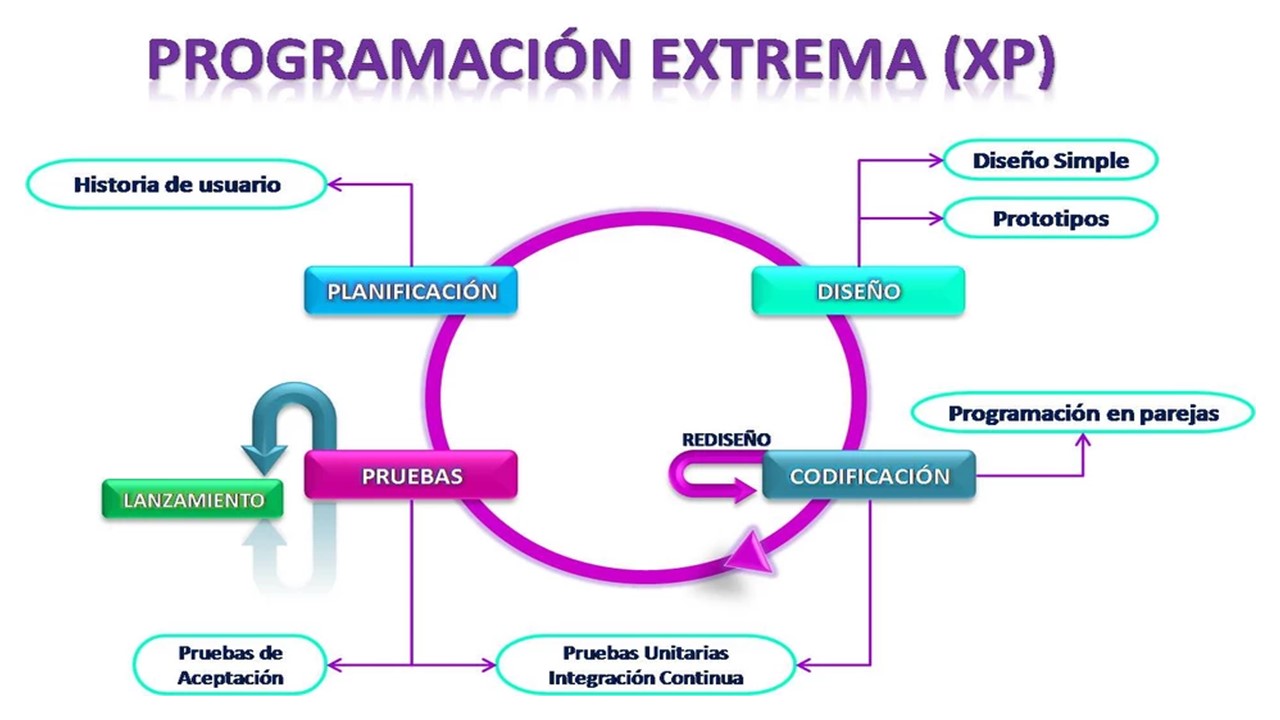 PROGRAMACIÓN EXTREMA (XP)
Historia de usuario
Diseño Simple
Prototipos
PLANIFICACIÓN
DISEÑO
Programación en parejas
REDISEÑO
PRUEBAS
CODIFICACIÓN
LANZAMIENTO
Pruebas de
Aceptación
Pruebas Unitarias
Integración Continua